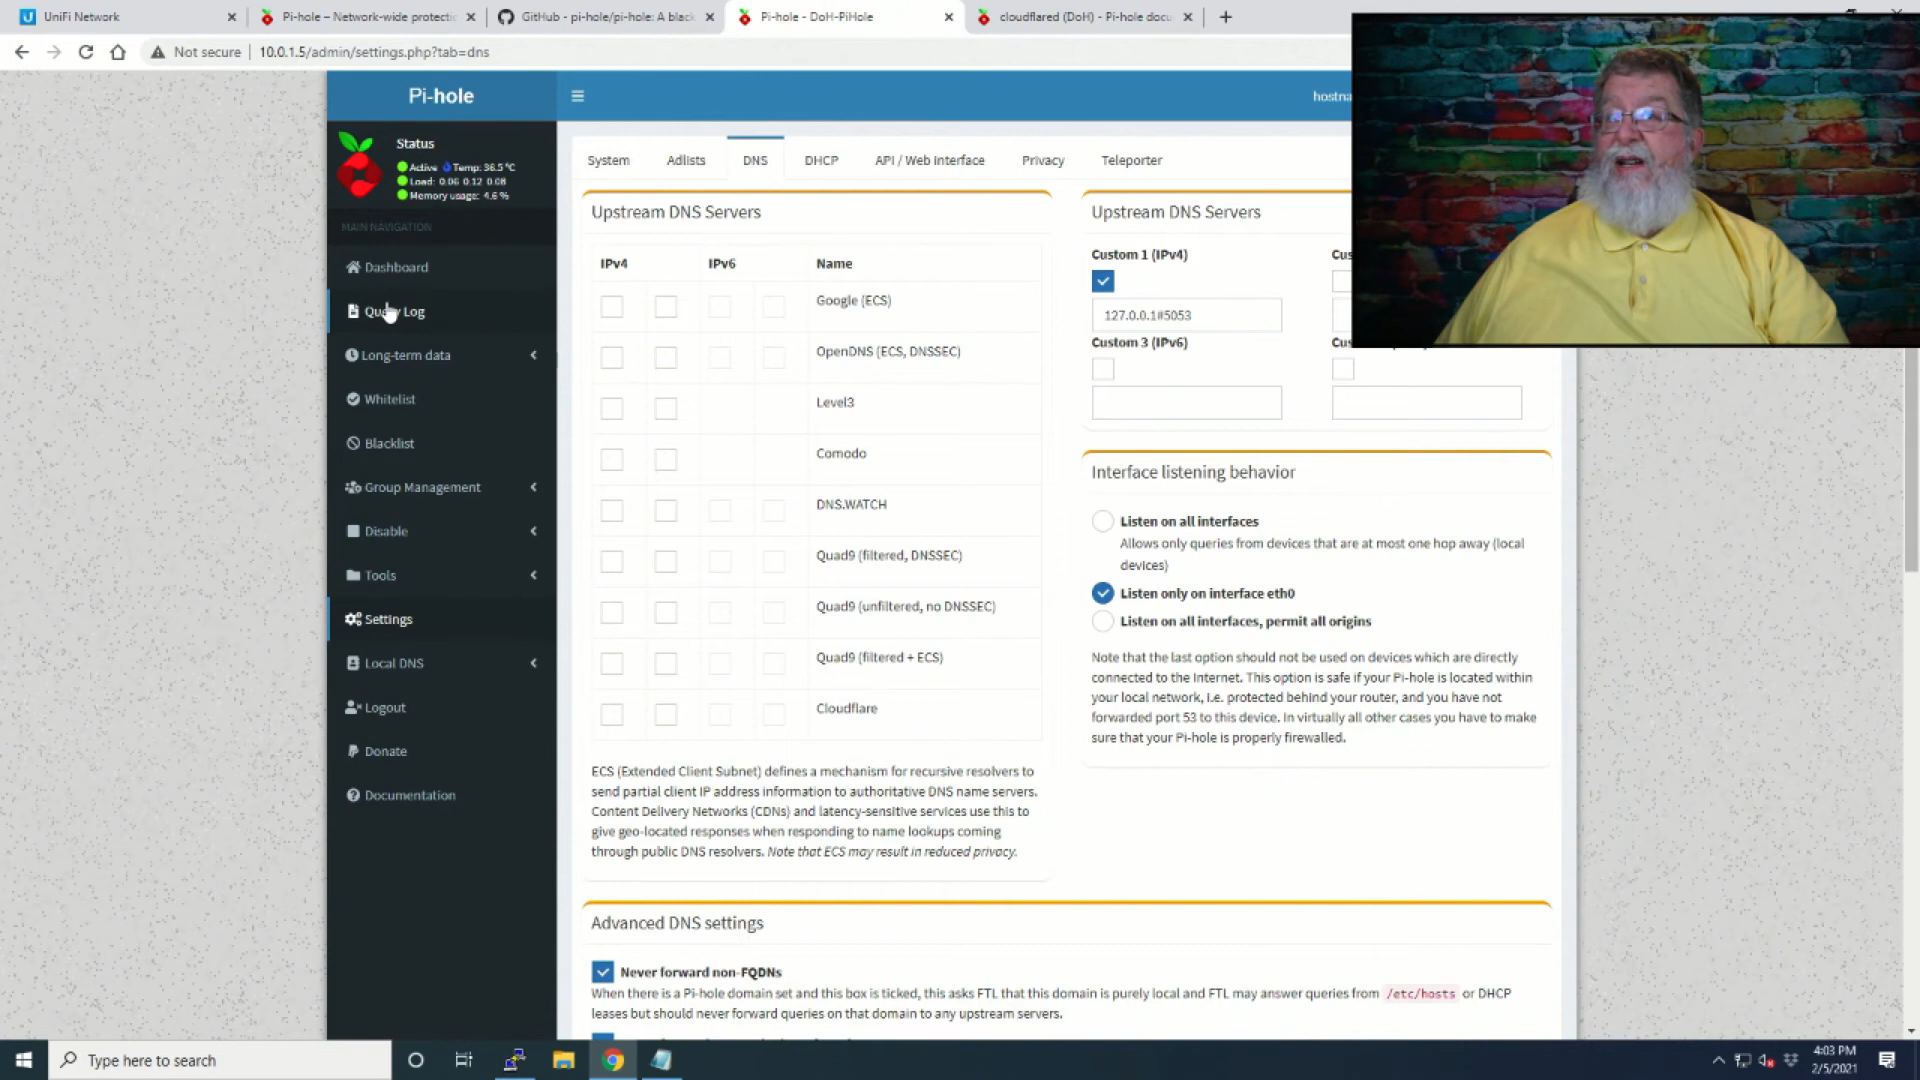 UniFi Network
Pi-hole – Network-wide protecti
GitHub - pi-hole/pi-hole: A blac
Pi-hole - DoH-PiHole
cloudflared (DoH) - Pi-hole docu
Not secure
10.0.1.5/admin/settings.php?tab=dns
Pi-hole
hostna
Status
Active Temp: 36.5 °C
Load: 0.06 0.12 0.08
Memory usage: 4.6 %
MAIN NAVIGATION
Dashboard
Query Log
Long-term data
Whitelist
Blacklist
Group Management
Disable
Tools
Settings
Local DNS
Logout
Donate
Documentation
System
Adlists
DNS
DHCP
API / Web interface
Privacy
Teleporter
Upstream DNS Servers
IPv4 IPv6 Name
Google (ECS)
OpenDNS (ECS, DNSSEC)
Level3
Comodo
DNS.WATCH
Quad9 (filtered, DNSSEC)
Quad9 (unfiltered, no DNSSEC)
Quad9 (filtered + ECS)
Cloudflare
ECS (Extended Client Subnet) defines a mechanism for recursive resolvers to
send partial client IP address information to authoritative DNS name servers.
Content Delivery Networks (CDNs) and latency-sensitive services use this to
give geo-located responses when responding to name lookups coming
through public DNS resolvers. Note that ECS may result in reduced privacy.
Upstream DNS Servers
Custom 1 (IPv4)
Cus
127.0.0.1#5053
Custom 3 (IPv6)
Interface listening behavior
Listen on all interfaces
Allows only queries from devices that are at most one hop away (local
devices)
Listen only on interface eth0
Listen on all interfaces, permit all origins
Note that the last option should not be used on devices which are directly
connected to the Internet. This option is safe if your Pi-hole is located within
your local network, i.e. protected behind your router, and you have not
forwarded port 53 to this device. In virtually all other cases you have to make
sure that your Pi-hole is properly firewalled.
Advanced DNS settings
Never forward non-FQDNs
When there is a Pi-hole domain set and this box is ticked, this asks FTL that this domain is purely local and FTL may answer queries from /etc/hosts or DHCP
leases but should never forward queries on that domain to any upstream servers.
Type here to search
4:03 PM
2/5/2021